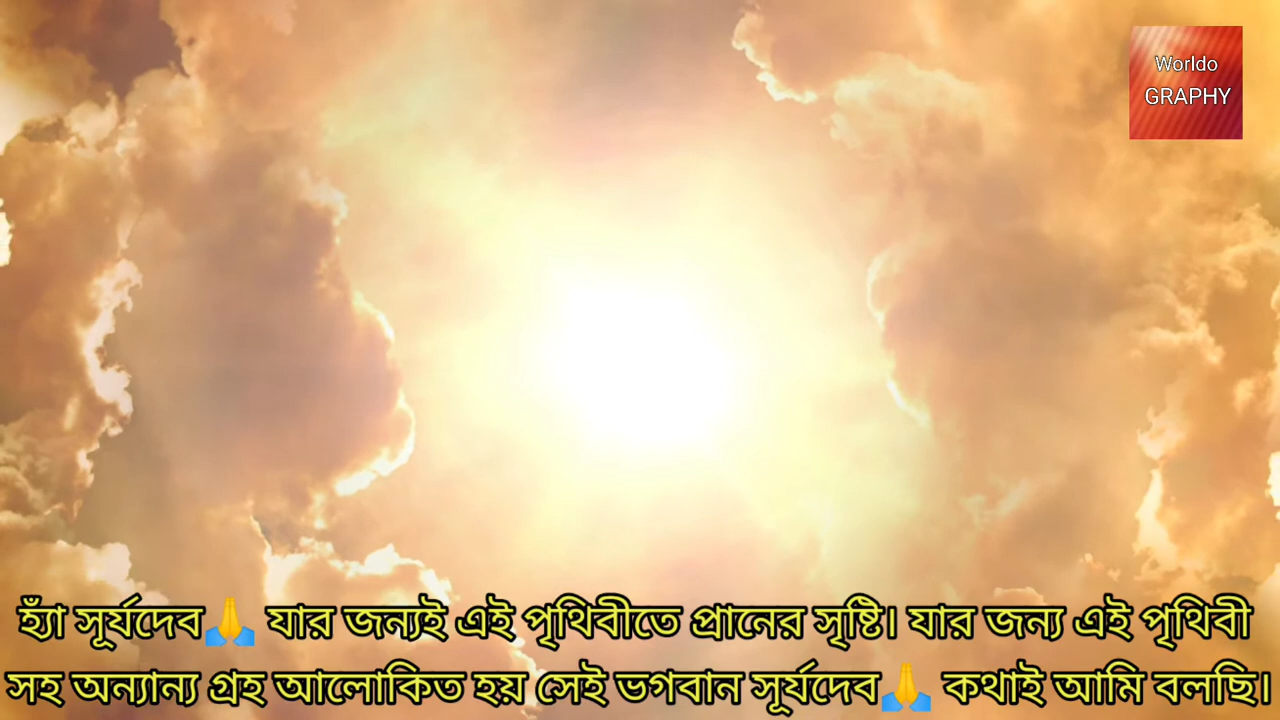 Worldo
GRAPHY
হ্যাঁ সূর্যদেব🙏 যার জন্যই এই পৃথিবীতে প্রানের সৃষ্টি। যার জন্য এই পৃথিবী
সহ অন্যান্য গ্রহ আলোকিত হয় সেই ভগবান সূর্যদেব🙏 কথাই আমি বলছি।